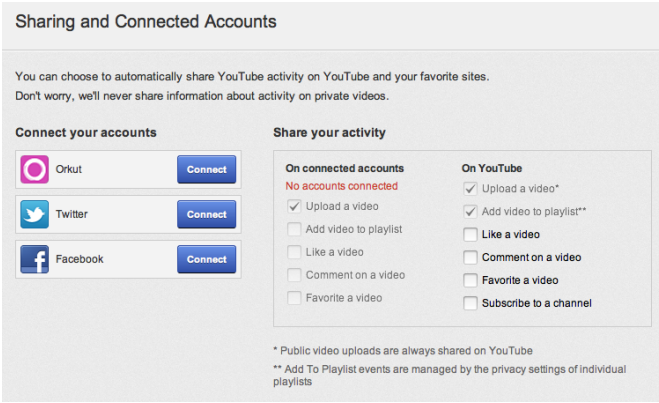 Sharing and Connected Accounts
You can choose to automatically share YouTube activity on YouTube and your favorite sites.
Don't worry, we'll never share information about activity on private videos.
Connect your accounts
Orkut
Connect
Twitter
Connect
Facebook
Connect
Share your activity
On connected accounts
No accounts connected
Upload a video
Add video to playlist
Like a video
Comment on a video
Favorite a video
On YouTube
Upload a video*
Add video to playlist**
Like a video
Comment on a video
Favorite a video
Subscribe to a channel
* Public video uploads are always shared on YouTube
** Add To Playlist events are managed by the privacy settings of individual
playlists